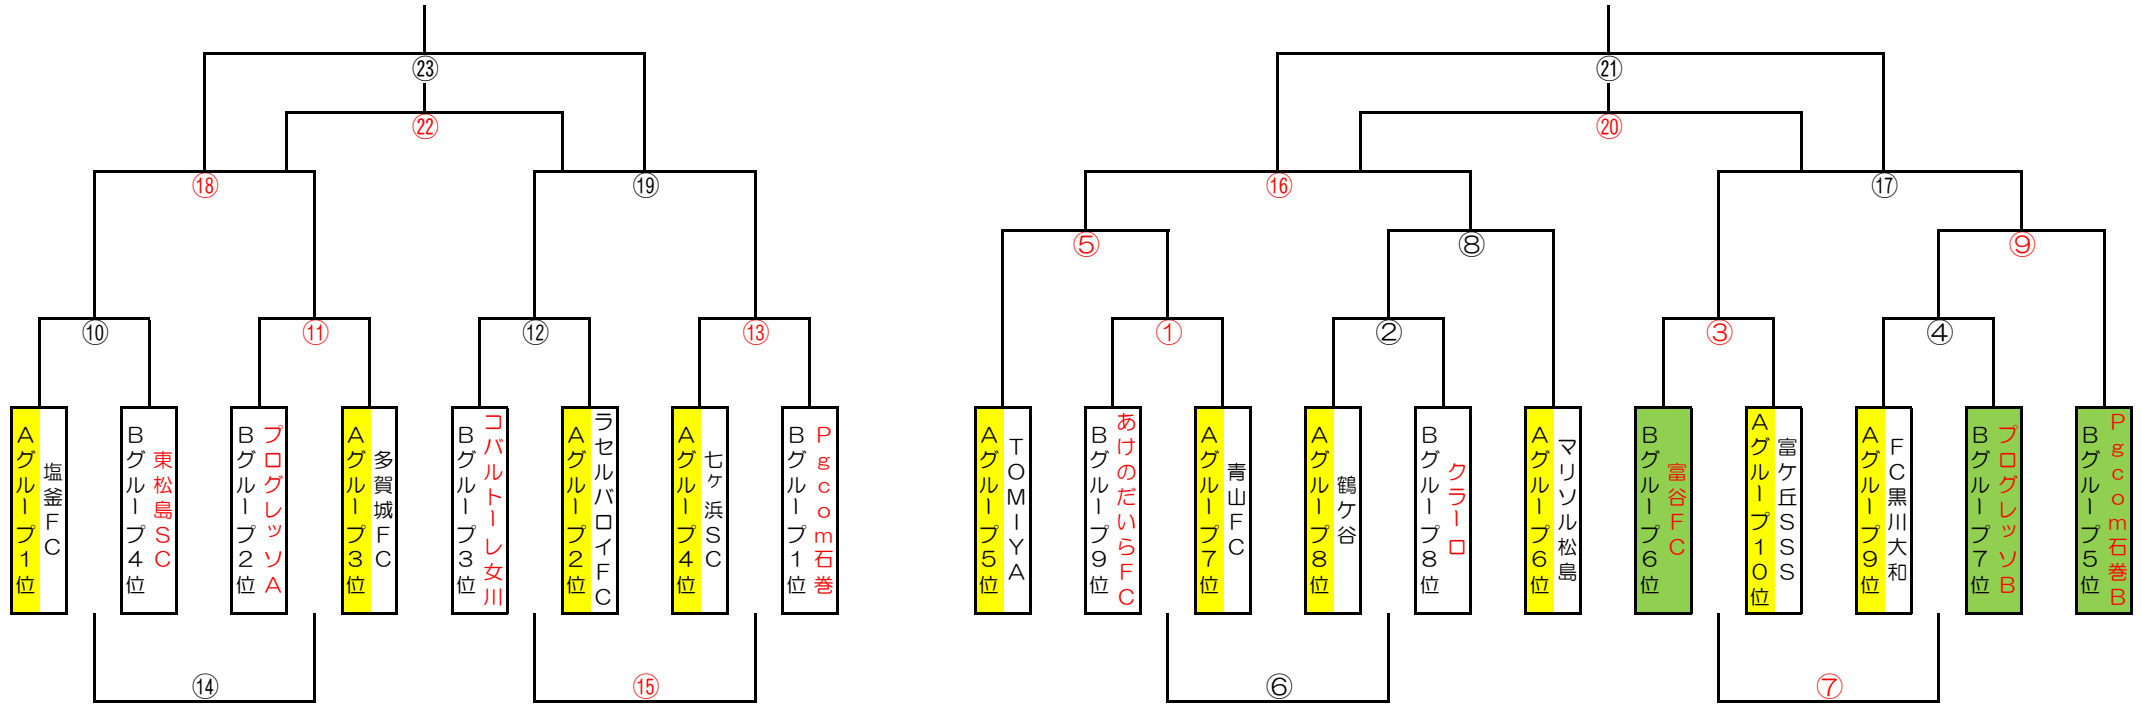 ㉓
㉑
㉒
⑳
⑱
⑲
⑯
⑰
⑤
⑧
⑨
⑩
⑪
⑫
⑬
①
②
③
④
Aグループ1位
塩釜FC
Bグループ4位
東松島SC
Bグループ2位
プログレッソA
Aグループ3位
多賀城FC
Bグループ3位
コバルトーレ女川
Aグループ2位
ラセルバロイFC
Aグループ4位
七ヶ浜SC
Bグループ1位
Pgcom石巻
Aグループ5位
TOMIYA
Bグループ9位
あけのだいらFC
Aグループ7位
青山FC
Aグループ8位
鶴ケ谷
Bグループ8位
クラーロ
Aグループ6位
マリソル松島
Bグループ6位
富谷FC
Aグループ10位
富ケ丘SSS
Aグループ9位
FC黒川大和
Bグループ7位
プログレッソB
Bグループ5位
Pgcom石巻B
⑭
⑮
⑥
⑦